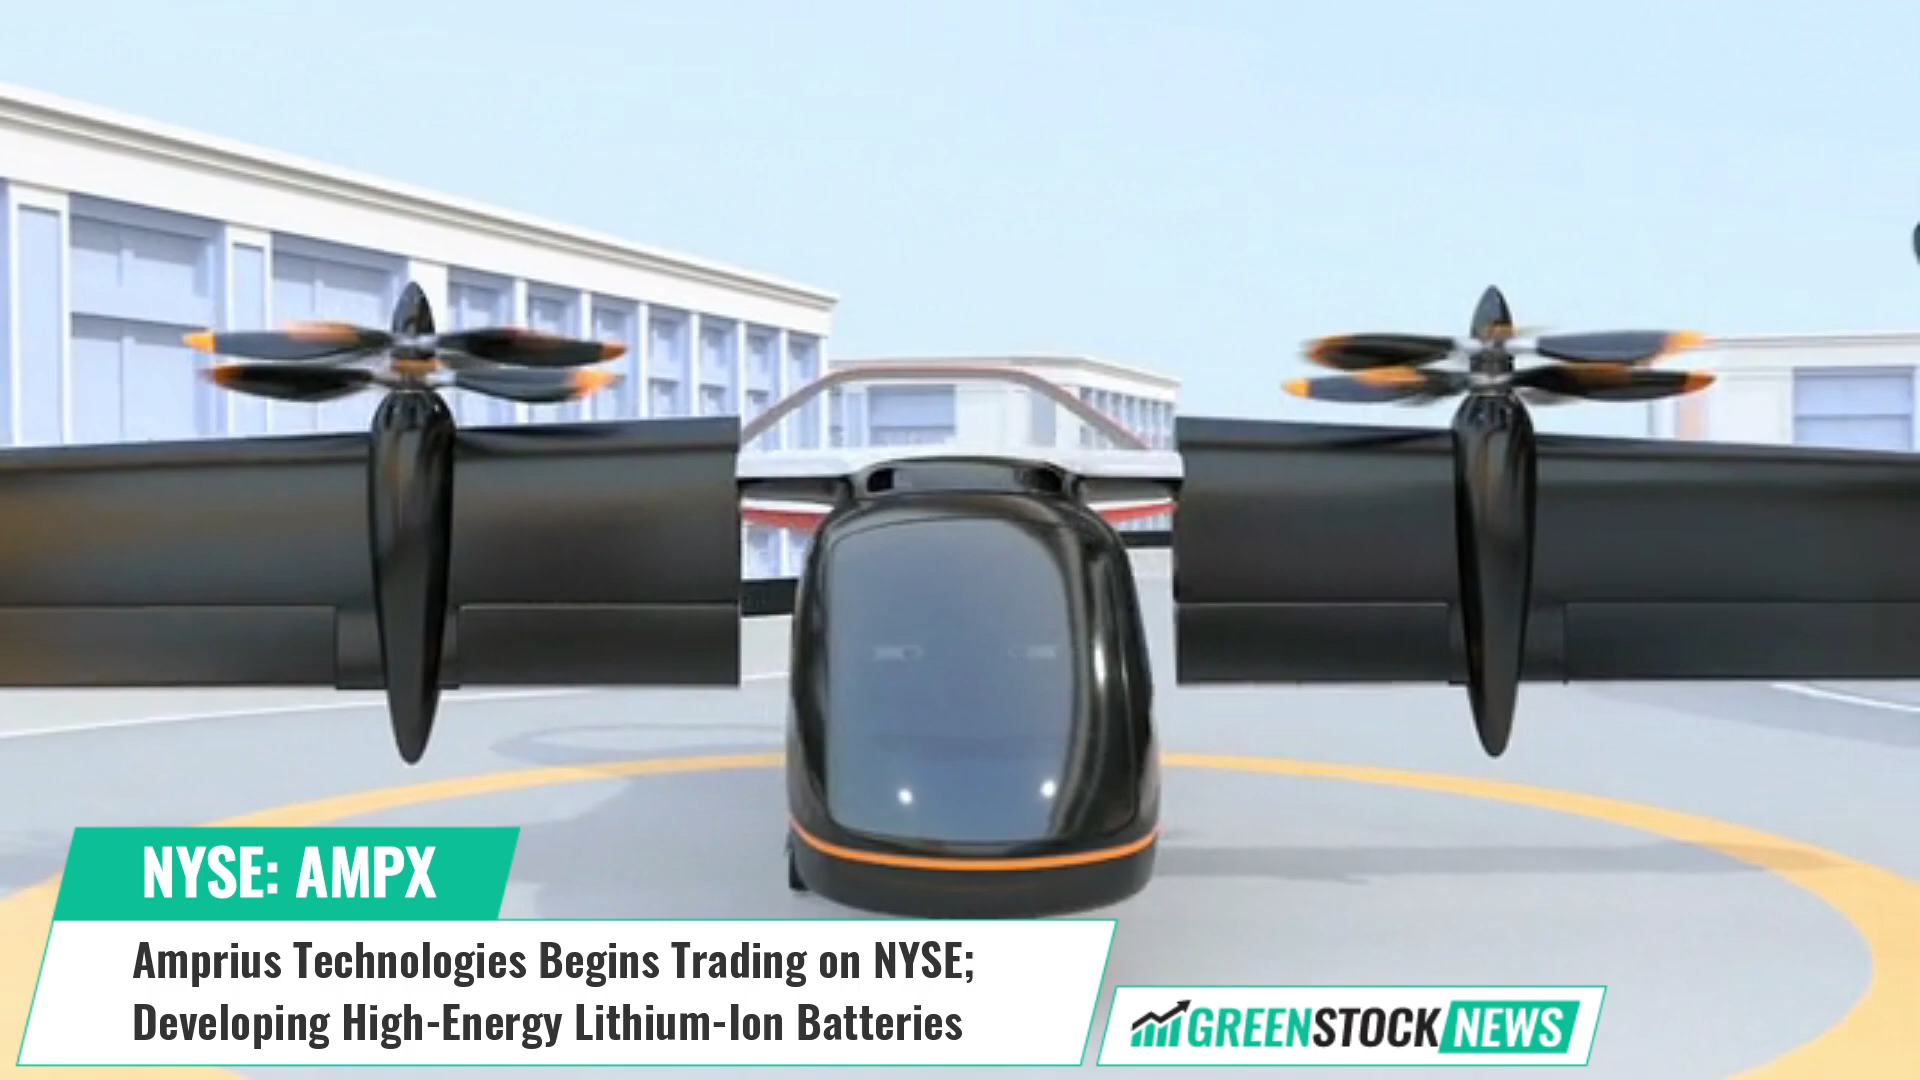 NYSE: AMPX
Amprius Technologies Begins Trading on NYSE;
Developing High-Energy Lithium-Ion Batteries
GREENSTOCK NEWS